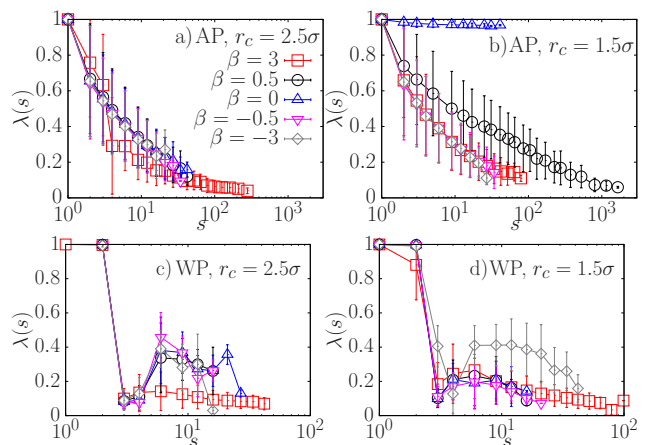 a) AP, r_c = 2.5σ
β = 3
β = 0.5
β = 0
β = −0.5
β = −3
λ(s)
1
0.8
0.6
0.4
0.2
0
10^0 10^1 10^2 10^3
s
b) AP, r_c = 1.5σ
λ(s)
1
0.8
0.6
0.4
0.2
0
10^0 10^1 10^2 10^3
s
c) WP, r_c = 2.5σ
λ(s)
1
0.8
0.6
0.4
0.2
0
10^0 10^1 10^2
s
d) WP, r_c = 1.5σ
λ(s)
1
0.8
0.6
0.4
0.2
0
10^0 10^1 10^2
s